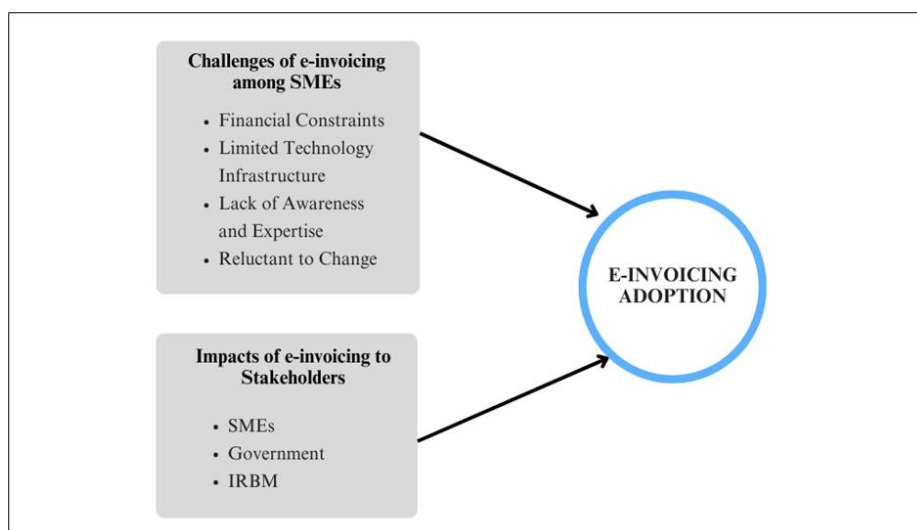 Challenges of e-invoicing
among SMEs
• Financial Constraints
• Limited Technology
Infrastructure
• Lack of Awareness
and Expertise
• Reluctant to Change
E-INVOICING
ADOPTION
Impacts of e-invoicing to
Stakeholders
• SMEs
• Government
• IRBM